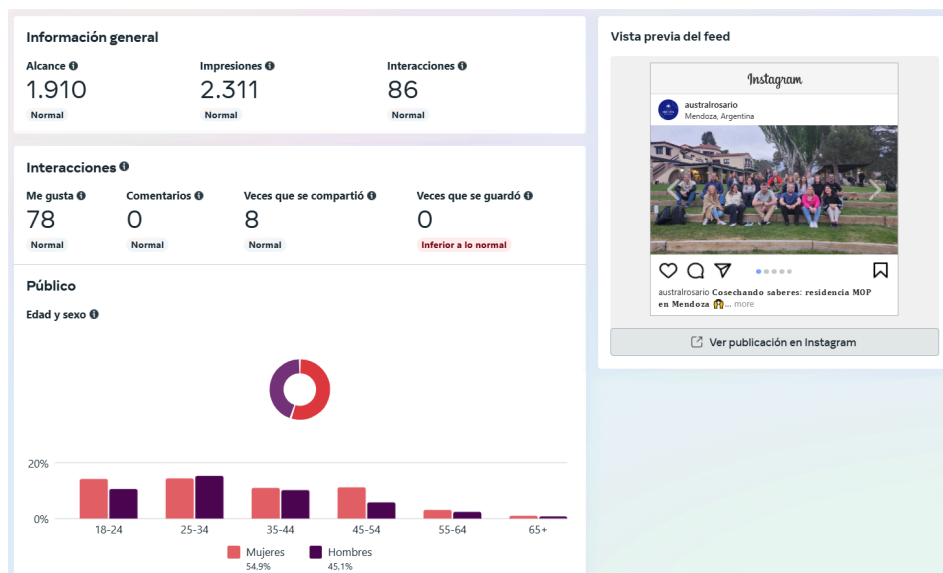 Información general
Alcance
1.910
Normal
Impresiones
2.311
Normal
Interacciones
86
Normal
Interacciones
Me gusta
78
Normal
Comentarios
0
Normal
Veces que se compartió
8
Normal
Veces que se guardó
0
Inferior a lo normal
Público
Edad y sexo
20%
0%
18-24 25-34 35-44 45-54 55-64 65+
Mujeres
54,9%
Hombres
45,1%
Vista previa del feed
Instagram
australrosario
Mendoza, Argentina
australrosario Cosechando saberes: residencia MOP
en Mendoza ... more
Ver publicación en Instagram